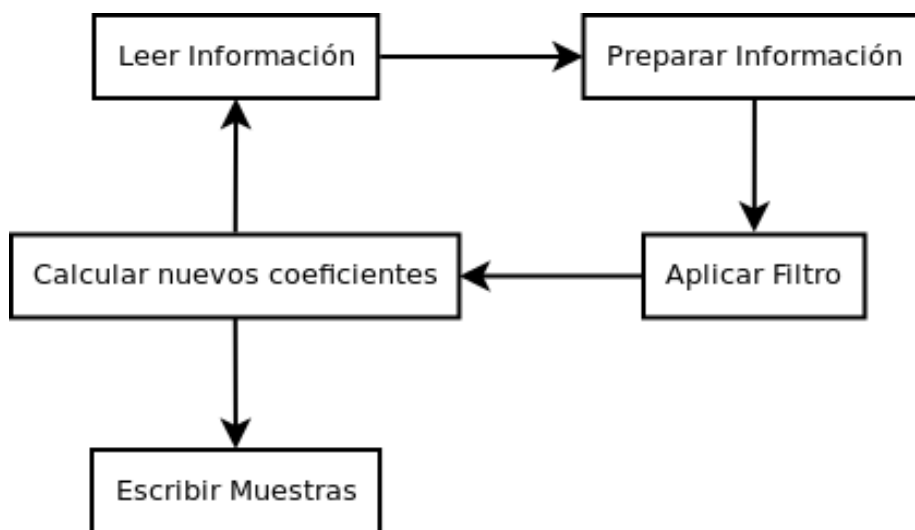 Leer Información
Preparar Información
Calcular nuevos coeficientes
Aplicar Filtro
Escribir Muestras